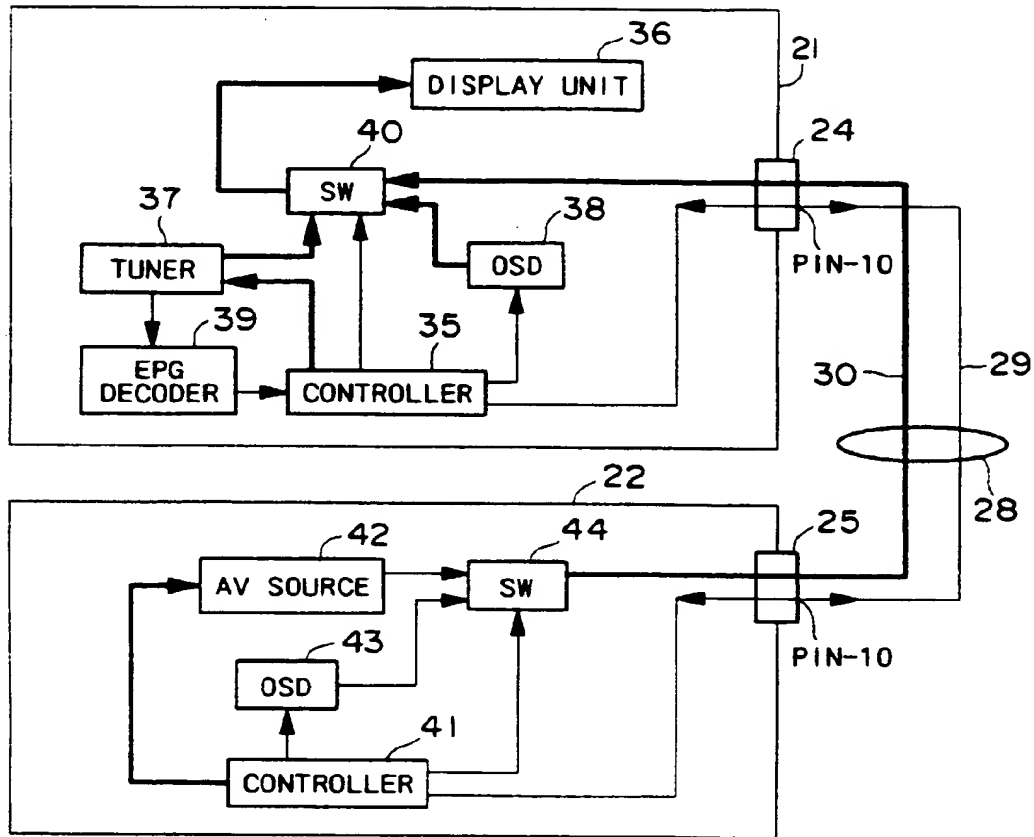 36
DISPLAY UNIT
21
40
SW
24
37
TUNER
38
OSD
PIN-10
39
EPG
DECODER
35
CONTROLLER
30
29
28
22
42
AV SOURCE
44
SW
25
43
OSD
PIN-10
41
CONTROLLER